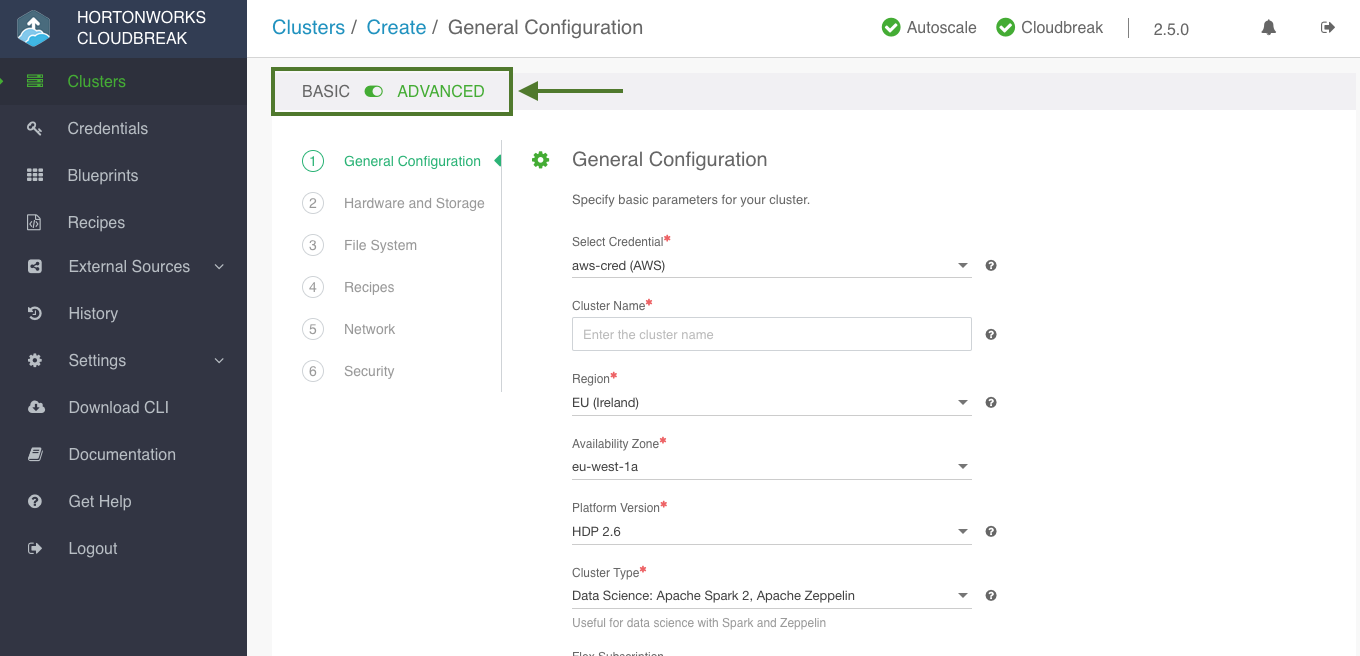 HORTONWORKS
CLOUDBREAK
Clusters
Credentials
Blueprints
Recipes
External Sources
History
Settings
Download CLI
Documentation
Get Help
Logout
Clusters / Create / General Configuration
Autoscale
Cloudbreak
2.5.0
BASIC ADVANCED
1 General Configuration
2 Hardware and Storage
3 File System
4 Recipes
5 Network
6 Security
General Configuration
Specify basic parameters for your cluster.
Select Credential*
aws-cred (AWS)
Cluster Name*
Enter the cluster name
Region*
EU (Ireland)
Availability Zone*
eu-west-1a
Platform Version*
HDP 2.6
Cluster Type*
Data Science: Apache Spark 2, Apache Zeppelin
Useful for data science with Spark and Zeppelin
Flex Subscription